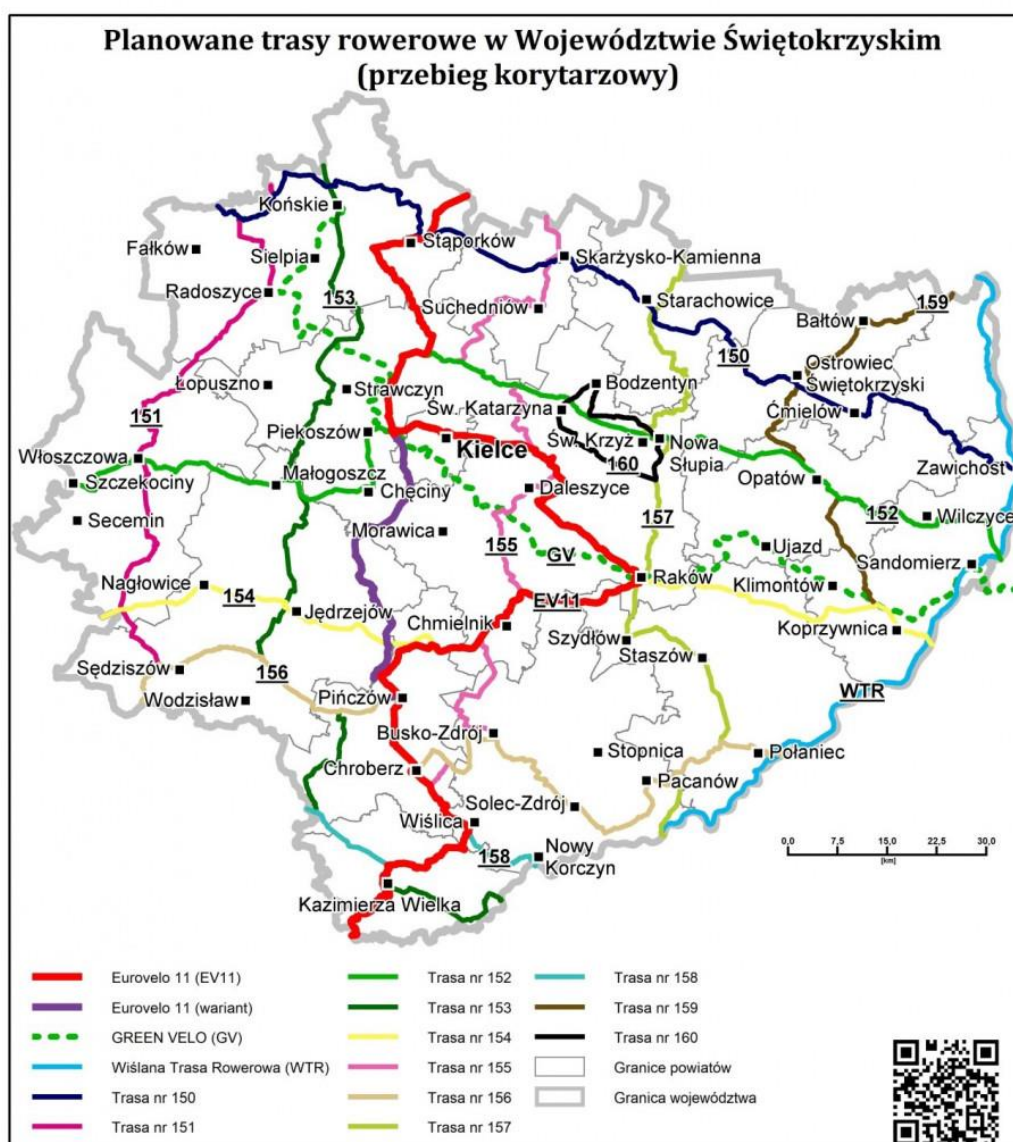 Planowane trasy rowerowe w Województwie Świętokrzyskim
(przebieg korytarzowy)
Końskie
Fałków
Sielpia
Stąporków
Skarżysko-Kamienna
Radoszyce
153
Suchedniów
Starachowice
Bałtów
159
150
Ostrowiec
Świętokrzyski
Łopuszno
Strawczyn
Bodzentyn
Św. Katarzyna
Ćmielów
151
Piekoszów
Kielce
Św. Krzyż
Nowa
Słupia
160
Włoszczowa
Szczekociny
Małogoszcz
Chęciny
Daleszyce
Opatów
Zawichost
Secemin
Morawica
155
157
152
Wilczyce
GV
Ujazd
Sandomierz
Nagłowice
154
Raków
Klimontów
Jędrzejów
EV11
Chmielnik
Szydłów
Koprzywnica
Sędziszów
156
Staszów
Wodzisław
Pińczów
WTR
Busko-Zdrój
Stopnica
Połaniec
Chroberz
Pacanów
Solec-Zdrój
Wiślica
158
Nowy
Korczyn
Kazimierza Wielka
0,0 7,5 15,0 22,5 30,0
[km]
Eurovelo 11 (EV11)
Eurovelo 11 (wariant)
GREEN VELO (GV)
Wiślana Trasa Rowerowa (WTR)
Trasa nr 150
Trasa nr 151
Trasa nr 152
Trasa nr 153
Trasa nr 154
Trasa nr 155
Trasa nr 156
Trasa nr 157
Trasa nr 158
Trasa nr 159
Trasa nr 160
Granice powiatów
Granica województwa